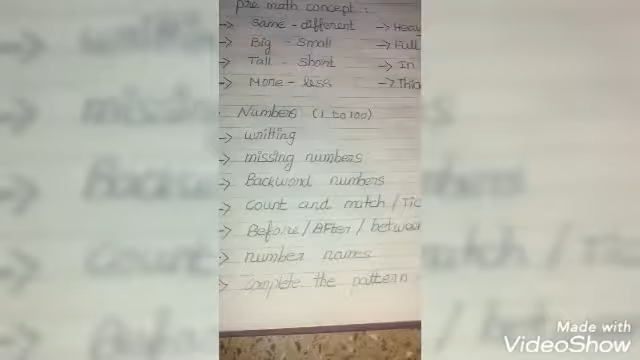 pre math concept :
→ Same - different → Heav
→ Big - Small → Full
→ Tall - Short → In
→ More - less → Thic
Numbers (1 to 100)
→ writting
→ missing numbers
→ Backword numbers
→ count and match / Tic
→ Before / After / betwee
→ number names
→ Complete the pattern
Made with
VideoShow